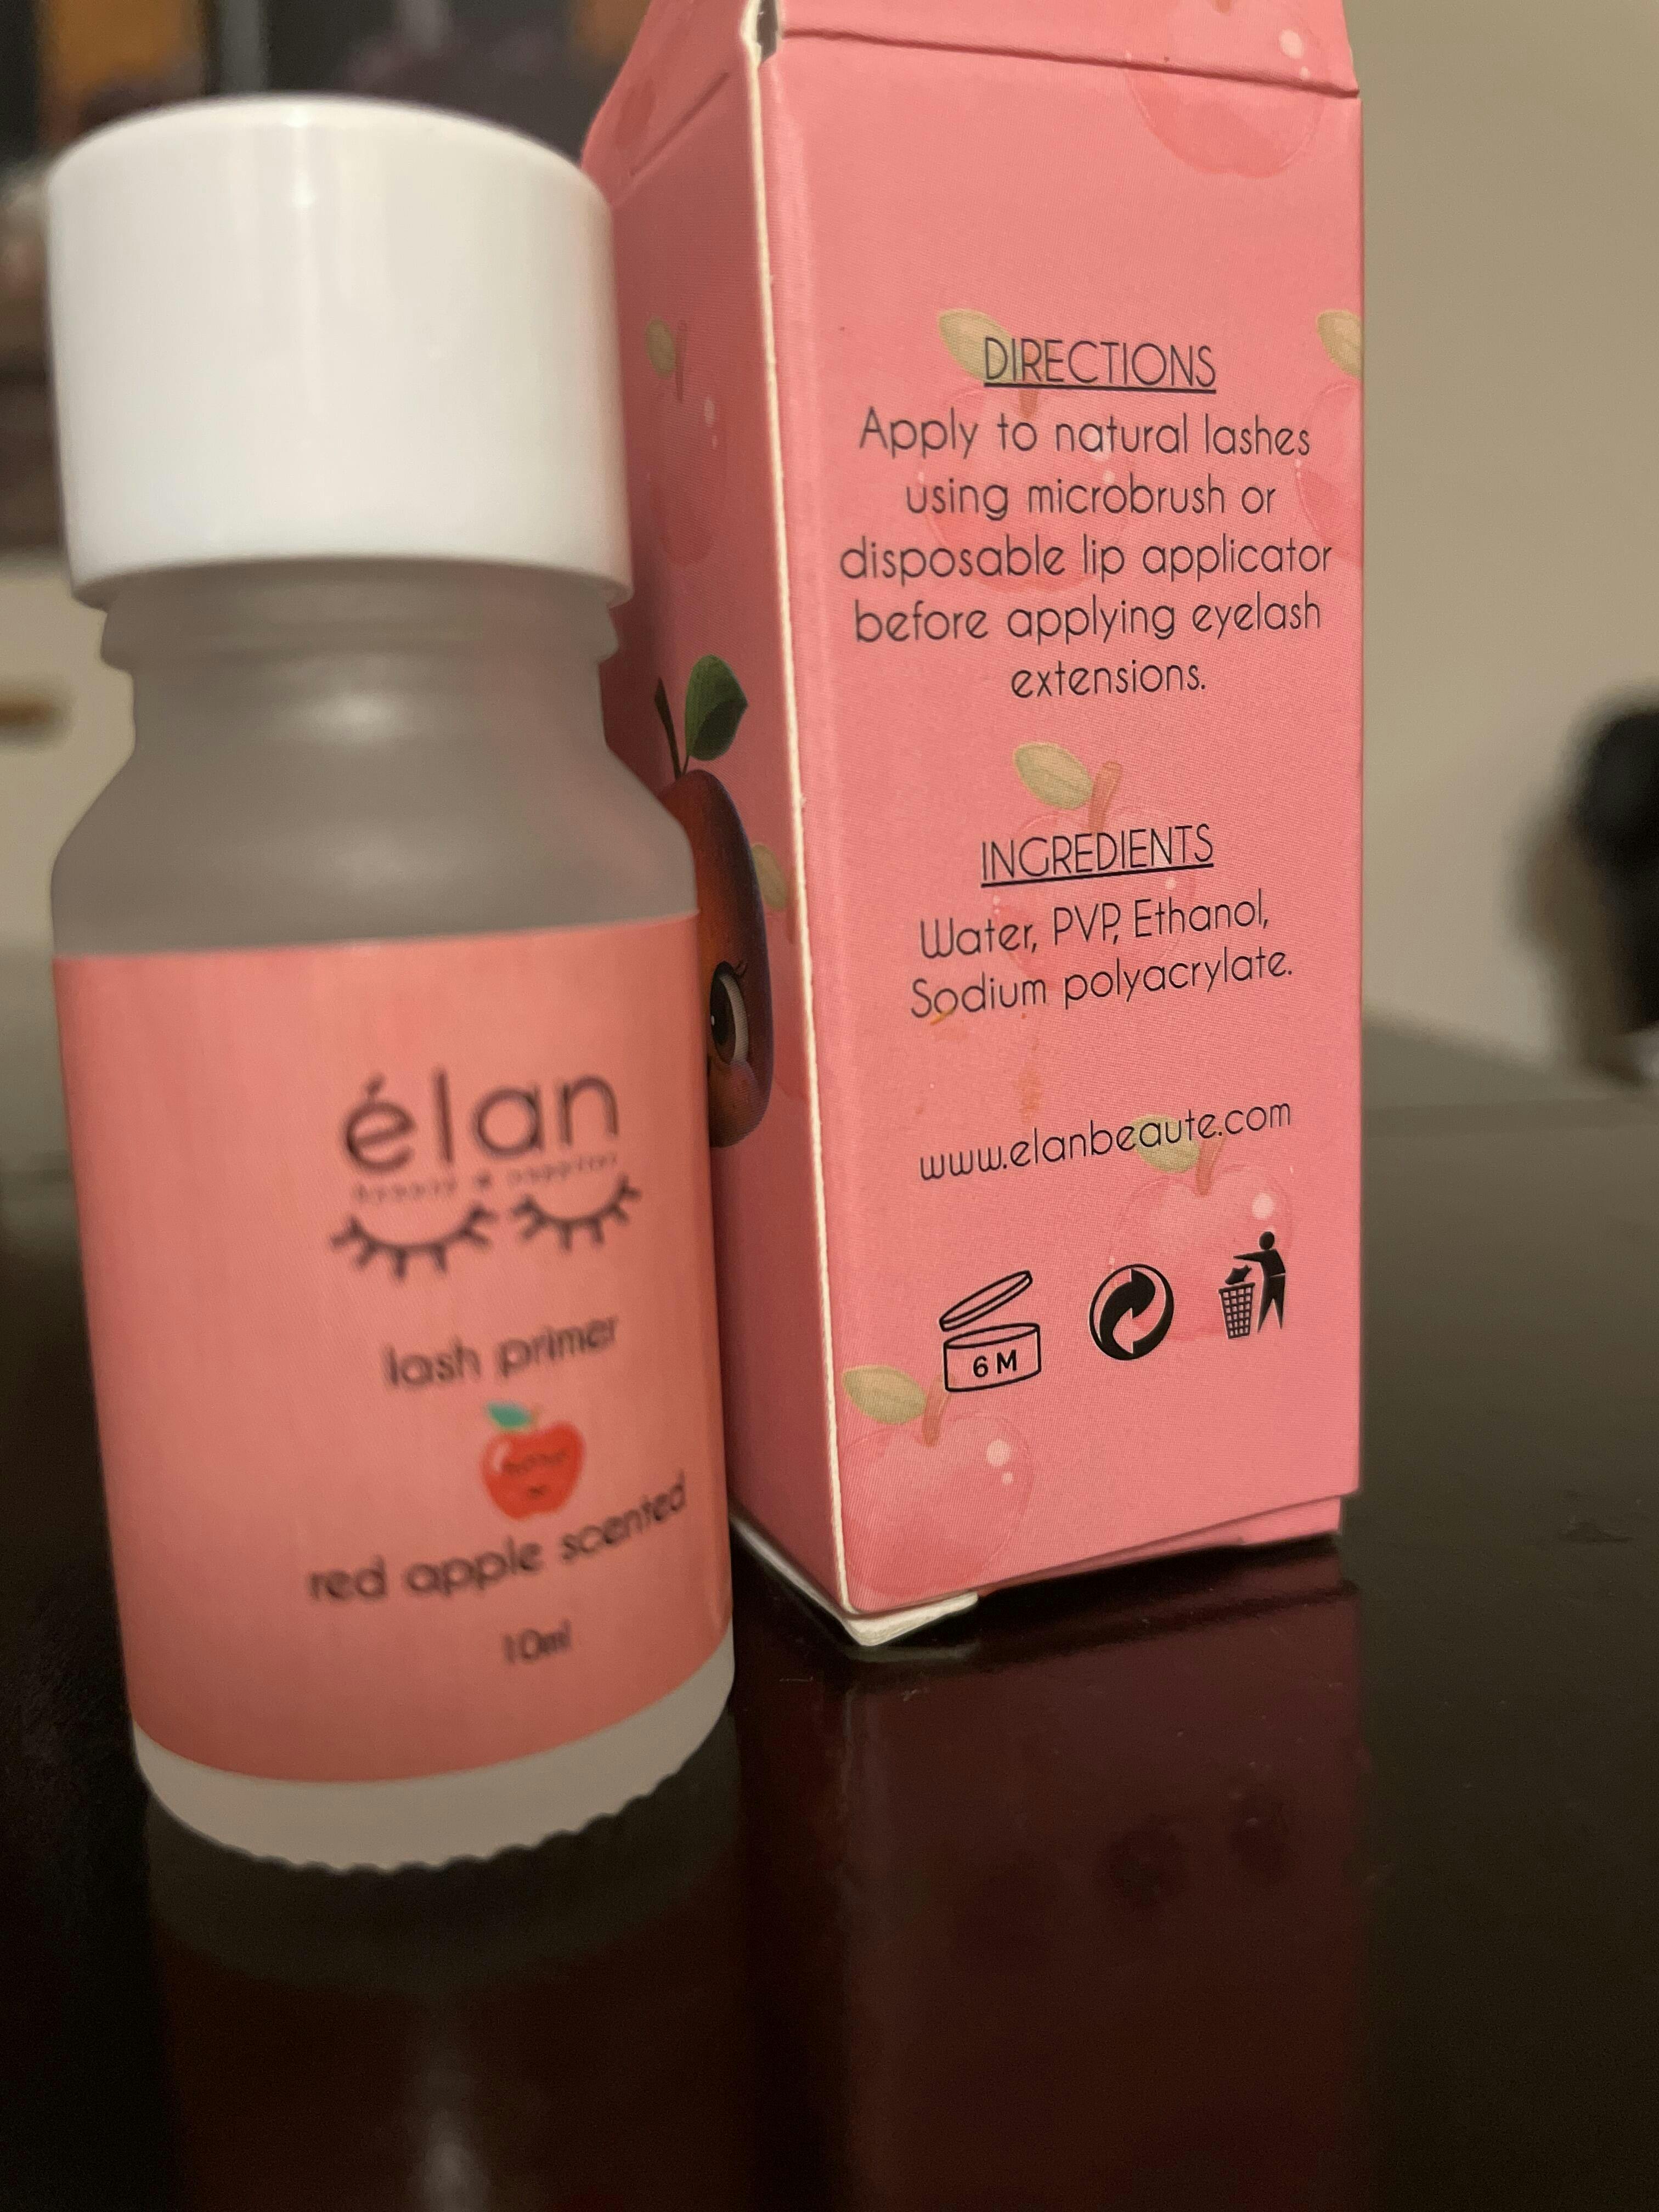 élan
lash primer
red apple scented
10ml
DIRECTIONS
Apply to natural lashes
using microbrush or
disposable lip applicator
before applying eyelash
extensions.
INGREDIENTS
Water, PVP, Ethanol,
Sodium polyacrylate.
www.elanbeaute.com
6M